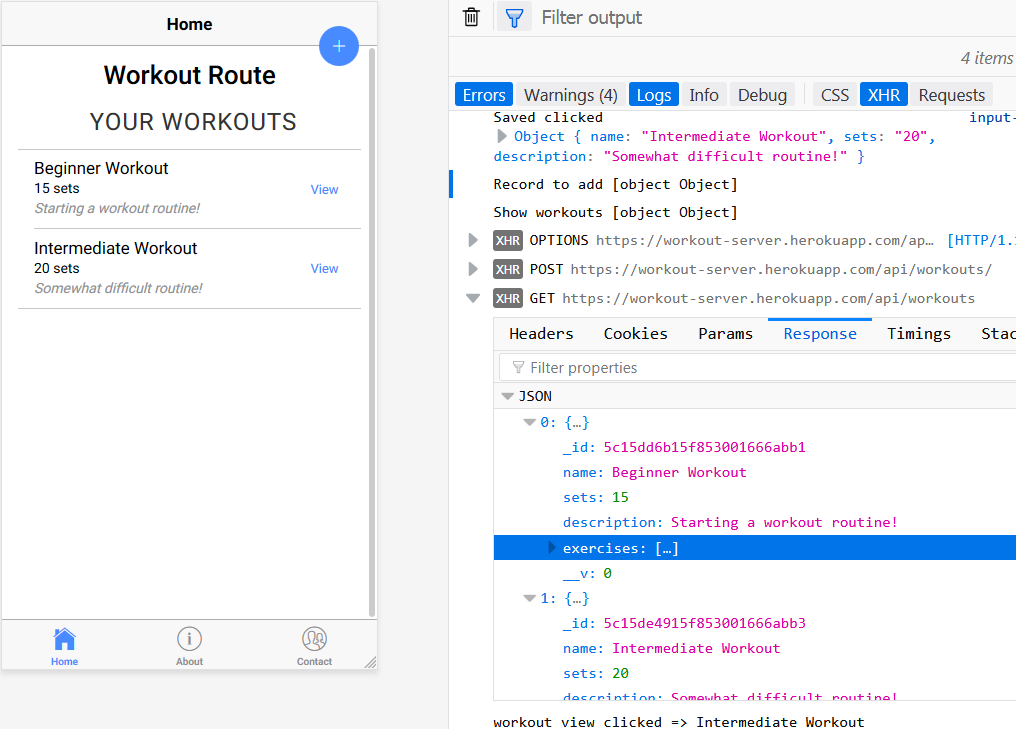 Home
+
Workout Route
YOUR WORKOUTS
Beginner Workout
15 sets
View
Starting a workout routine!
Intermediate Workout
20 sets
View
Somewhat difficult routine!
Home
About
Contact
Filter output
4 items
Errors Warnings (4) Logs Info Debug CSS XHR Requests
Saved clicked input-
Object { name: "Intermediate Workout", sets: "20",
description: "Somewhat difficult routine!" }
Record to add [object Object]
Show workouts [object Object]
XHR OPTIONS https://workout-server.herokuapp.com/ap… [HTTP/1.
XHR POST https://workout-server.herokuapp.com/api/workouts/
XHR GET https://workout-server.herokuapp.com/api/workouts
Headers Cookies Params Response Timings Stac
Filter properties
JSON
0: {…}
_id: 5c15dd6b15f853001666abb1
name: Beginner Workout
sets: 15
description: Starting a workout routine!
exercises: […]
__v: 0
1: {…}
_id: 5c15de4915f853001666abb3
name: Intermediate Workout
sets: 20
description: Somewhat difficult routine!
workout view clicked => Intermediate Workout